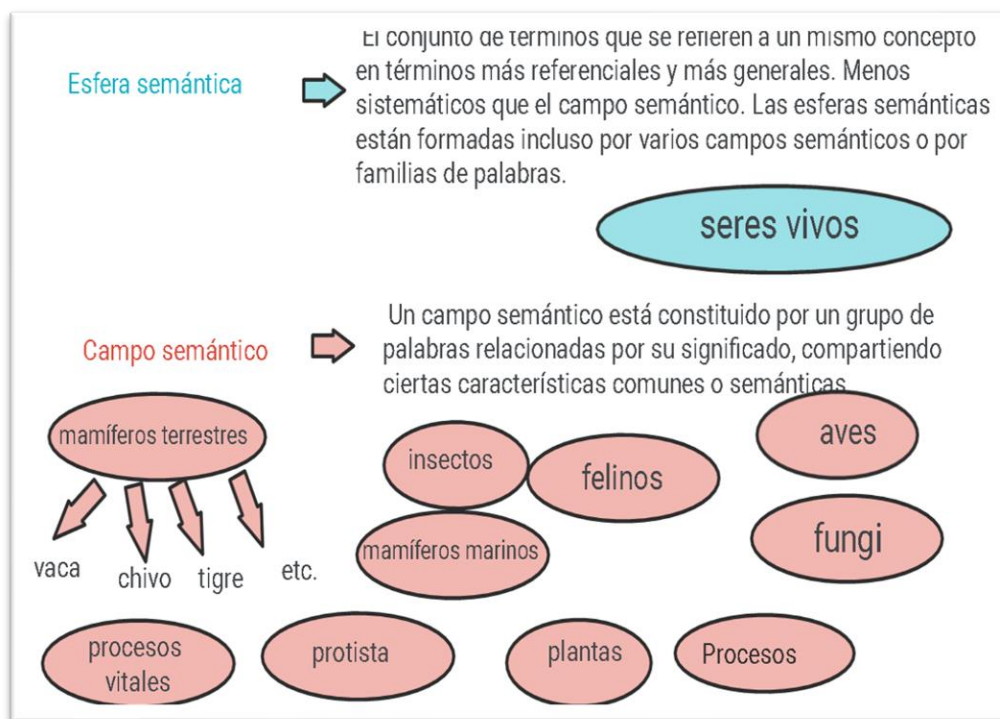 El conjunto de términos que se refieren a un mismo concepto
en términos más referenciales y más generales. Menos
Esfera semántica
sistemáticos que el campo semántico. Las esferas semánticas
están formadas incluso por varios campos semánticos o por
familias de palabras.
seres vivos
Un campo semántico está constituido por un grupo de
Campo semántico
palabras relacionadas por su significado, compartiendo
ciertas características comunes o semánticas.
mamíferos terrestres
insectos
felinos
aves
fungi
mamíferos marinos
vaca
chivo
tigre
etc.
procesos
vitales
protista
plantas
Procesos